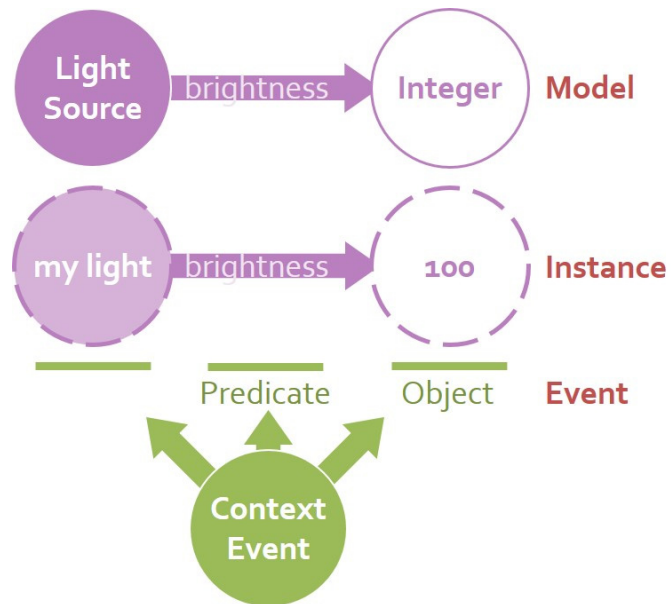 Light
Source
brightness
Integer
Model
my light
brightness
100
Instance
Predicate
Object
Event
Context
Event